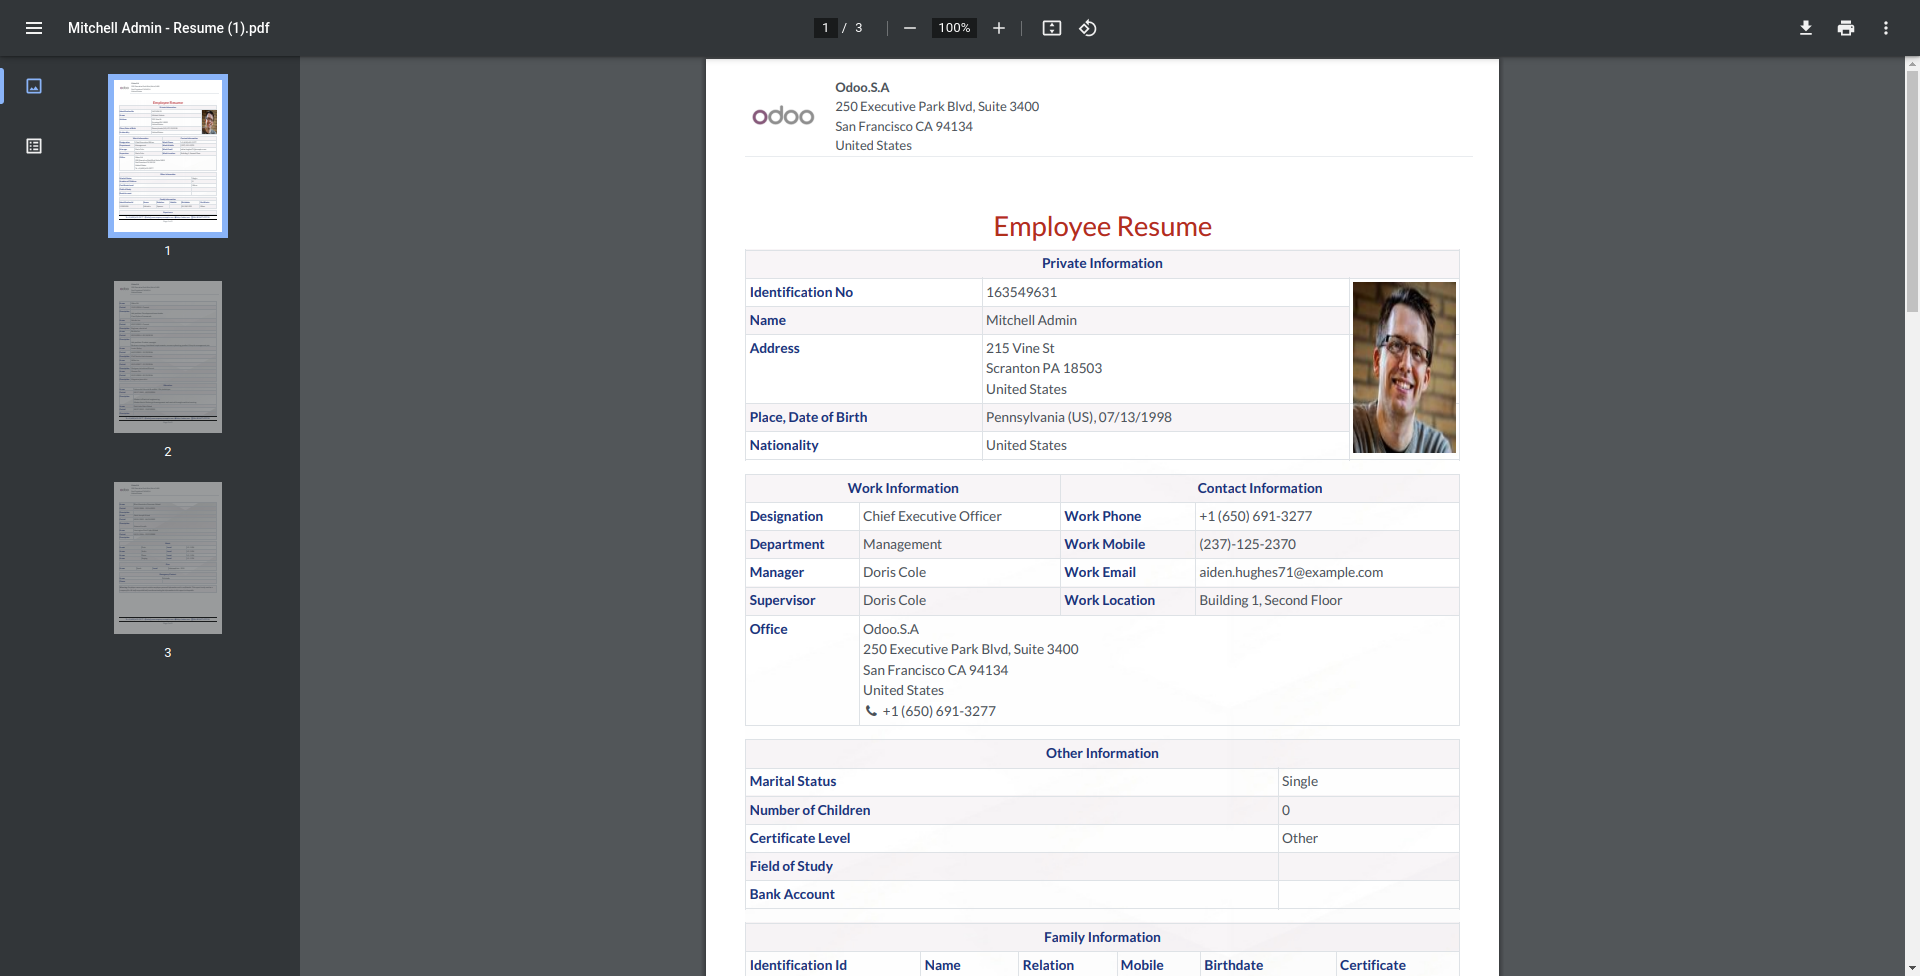 Mitchell Admin - Resume (1).pdf
1 / 3
100%
1
2
3
odoo
Odoo.S.A
250 Executive Park Blvd, Suite 3400
San Francisco CA 94134
United States
Employee Resume
Private Information
Identification No 163549631
Name Mitchell Admin
Address 215 Vine St
Scranton PA 18503
United States
Place, Date of Birth Pennsylvania (US), 07/13/1998
Nationality United States
Work Information Contact Information
Designation Chief Executive Officer Work Phone +1 (650) 691-3277
Department Management Work Mobile (237)-125-2370
Manager Doris Cole Work Email aiden.hughes71@example.com
Supervisor Doris Cole Work Location Building 1, Second Floor
Office Odoo.S.A
250 Executive Park Blvd, Suite 3400
San Francisco CA 94134
United States
+1 (650) 691-3277
Other Information
Marital Status Single
Number of Children 0
Certificate Level Other
Field of Study
Bank Account
Family Information
Identification Id Name Relation Mobile Birthdate Certificate